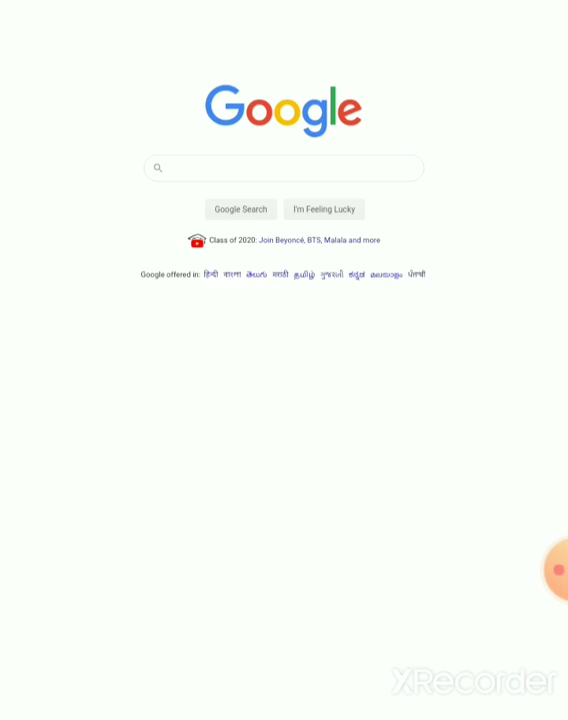 Google
Google Search I'm Feeling Lucky
Class of 2020: Join Beyoncé, BTS, Malala and more
Google offered in: हिन्दी বাংলা తెలుగు मराठी தமிழ் ગુજરાતી ಕನ್ನಡ മലയാളം ਪੰਜਾਬੀ
XRecorder